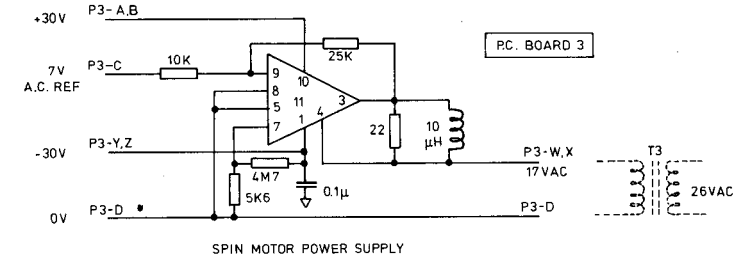 +30V P3-A,B
P.C. BOARD 3
25K
7V P3-C 10K
A.C. REF
9 10
8
11 3
5 4
7 1
22 10 µH
-30V P3-Y,Z
P3-W,X
17VAC
T3
4M7
5K6
0.1µ
26VAC
0V P3-D
P3-D
SPIN MOTOR POWER SUPPLY